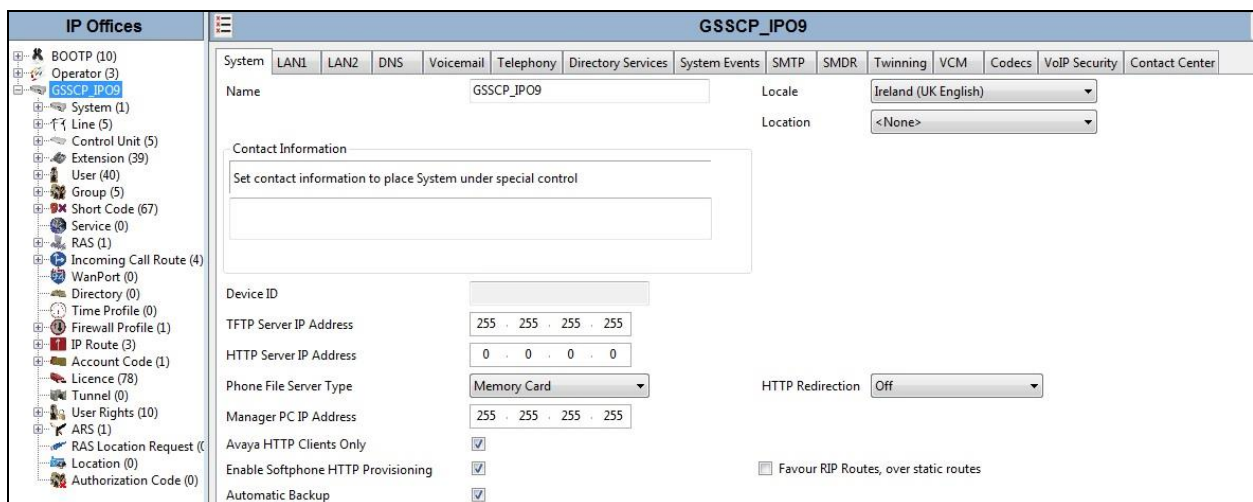 IP Offices
GSSCP_IPO9
BOOTP (10)
Operator (3)
GSSCP_IPO9
System (1)
Line (5)
Control Unit (5)
Extension (39)
User (40)
Group (5)
Short Code (67)
Service (0)
RAS (1)
Incoming Call Route (4)
WanPort (0)
Directory (0)
Time Profile (0)
Firewall Profile (1)
IP Route (3)
Account Code (1)
Licence (78)
Tunnel (0)
User Rights (10)
ARS (1)
RAS Location Request (
Location (0)
Authorization Code (0)
System LAN1 LAN2 DNS Voicemail Telephony Directory Services System Events SMTP SMDR Twinning VCM Codecs VoIP Security Contact Center
Name GSSCP_IPO9 Locale Ireland (UK English)
Location <None>
Contact Information
Set contact information to place System under special control
Device ID
TFTP Server IP Address 255 . 255 . 255 . 255
HTTP Server IP Address 0 . 0 . 0 . 0
Phone File Server Type Memory Card HTTP Redirection Off
Manager PC IP Address 255 . 255 . 255 . 255
Avaya HTTP Clients Only
Enable Softphone HTTP Provisioning Favour RIP Routes, over static routes
Automatic Backup